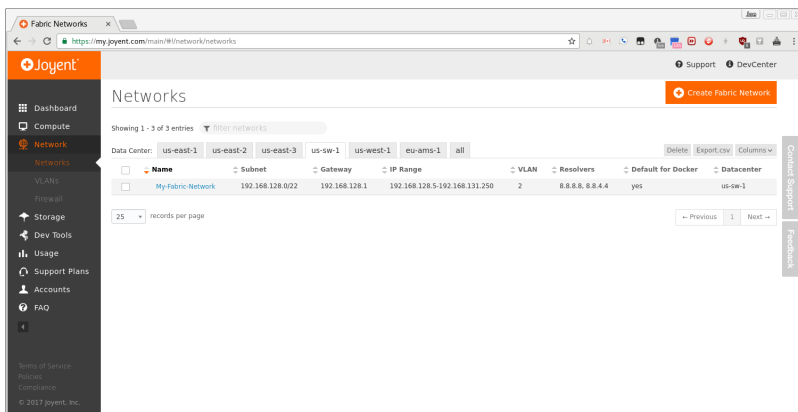 Fabric Networks
https://my.joyent.com/main/#!/network/networks
Joyent
Support DevCenter
Networks
Create Fabric Network
Dashboard
Compute
Network
Networks
VLANs
Firewall
Storage
Dev Tools
Usage
Support Plans
Accounts
FAQ
Terms of Service
Policies
Compliance
© 2017 Joyent, Inc.
Showing 1 - 3 of 3 entries filter networks
Data Center: us-east-1 us-east-2 us-east-3 us-sw-1 us-west-1 eu-ams-1 all Delete Export.csv Columns
Name Subnet Gateway IP Range VLAN Resolvers Default for Docker Datacenter
My-Fabric-Network 192.168.128.0/22 192.168.128.1 192.168.128.5-192.168.131.250 2 8.8.8.8, 8.8.4.4 yes us-sw-1
25 records per page ← Previous 1 Next →
Contact Support
Feedback